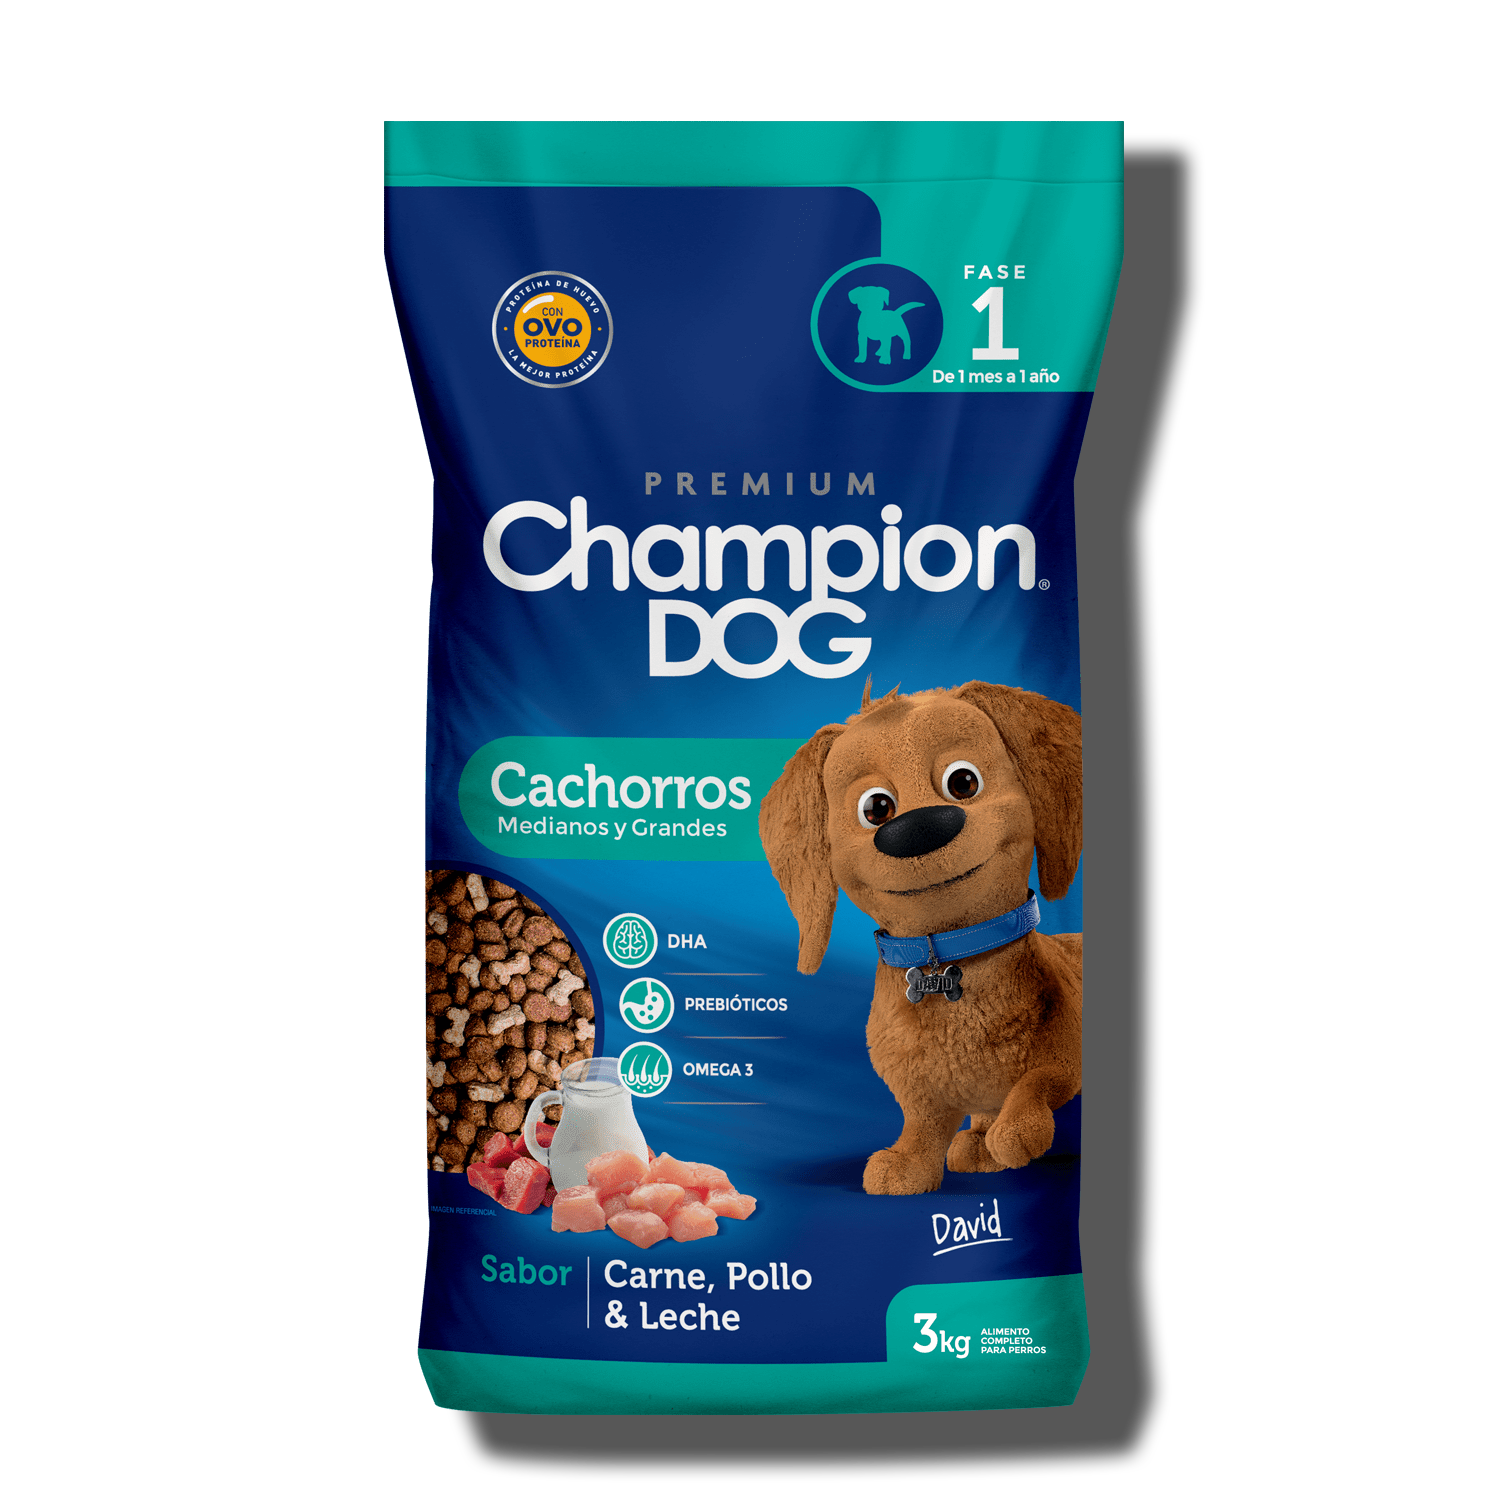 PROTEÍNA DE HUEVO
CON
OVO
PROTEÍNA
LA MEJOR PROTEÍNA
FASE
1
De 1 mes a 1 año
PREMIUM
Champion®
DOG
Cachorros
Medianos y Grandes
DHA
PREBIÓTICOS
OMEGA 3
DAVID
IMAGEN REFERENCIAL
David
Sabor
Carne, Pollo
& Leche
3kg
ALIMENTO
COMPLETO
PARA PERROS